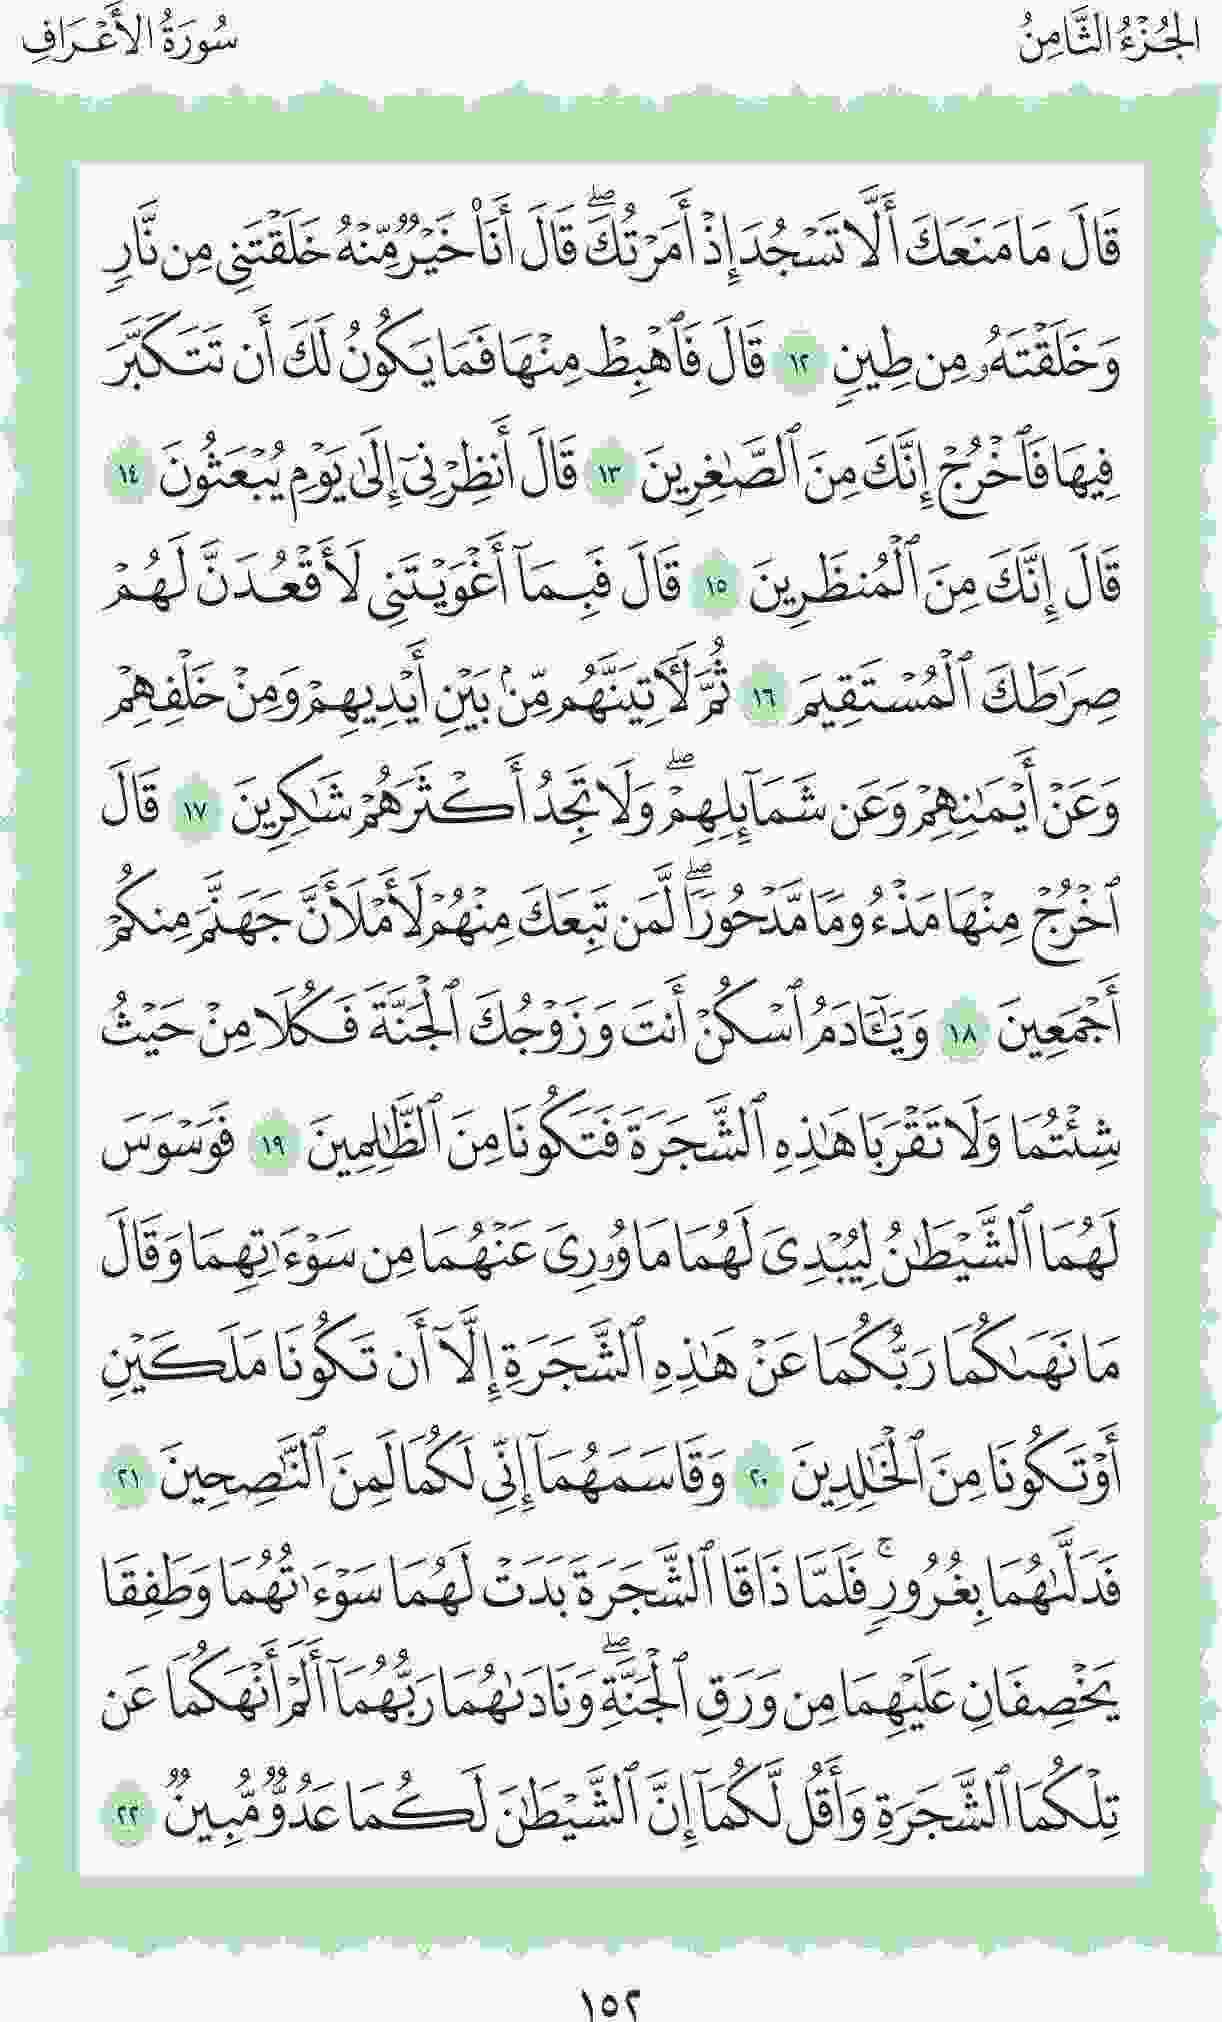 الجُزْءُ الثَّامِنُ
سُورَةُ الأَعْرَافِ
قَالَ مَا مَنَعَكَ أَلَّا تَسْجُدَ إِذْ أَمَرْتُكَۖ قَالَ أَنَا۠ خَيْرٌ مِّنْهُ خَلَقْتَنِي مِن نَّارٍ
وَخَلَقْتَهُۥ مِن طِينٍ ١٢ قَالَ فَٱهْبِطْ مِنْهَا فَمَا يَكُونُ لَكَ أَن تَتَكَبَّرَ
فِيهَا فَٱخْرُجْ إِنَّكَ مِنَ ٱلصَّٰغِرِينَ ١٣ قَالَ أَنظِرْنِيٓ إِلَىٰ يَوْمِ يُبْعَثُونَ ١٤
قَالَ إِنَّكَ مِنَ ٱلْمُنظَرِينَ ١٥ قَالَ فَبِمَآ أَغْوَيْتَنِي لَأَقْعُدَنَّ لَهُمْ
صِرَٰطَكَ ٱلْمُسْتَقِيمَ ١٦ ثُمَّ لَأٓتِيَنَّهُم مِّنۢ بَيْنِ أَيْدِيهِمْ وَمِنْ خَلْفِهِمْ
وَعَنْ أَيْمَٰنِهِمْ وَعَن شَمَآئِلِهِمْۖ وَلَا تَجِدُ أَكْثَرَهُمْ شَٰكِرِينَ ١٧ قَالَ
ٱخْرُجْ مِنْهَا مَذْءُومًا مَّدْحُورًاۖ لَّمَن تَبِعَكَ مِنْهُمْ لَأَمْلَأَنَّ جَهَنَّمَ مِنكُمْ
أَجْمَعِينَ ١٨ وَيَٰٓـَٔادَمُ ٱسْكُنْ أَنتَ وَزَوْجُكَ ٱلْجَنَّةَ فَكُلَا مِنْ حَيْثُ
شِئْتُمَا وَلَا تَقْرَبَا هَٰذِهِ ٱلشَّجَرَةَ فَتَكُونَا مِنَ ٱلظَّٰلِمِينَ ١٩ فَوَسْوَسَ
لَهُمَا ٱلشَّيْطَٰنُ لِيُبْدِيَ لَهُمَا مَا وُۥرِيَ عَنْهُمَا مِن سَوْءَٰتِهِمَا وَقَالَ
مَا نَهَىٰكُمَا رَبُّكُمَا عَنْ هَٰذِهِ ٱلشَّجَرَةِ إِلَّآ أَن تَكُونَا مَلَكَيْنِ
أَوْ تَكُونَا مِنَ ٱلْخَٰلِدِينَ ٢٠ وَقَاسَمَهُمَآ إِنِّي لَكُمَا لَمِنَ ٱلنَّٰصِحِينَ ٢١
فَدَلَّىٰهُمَا بِغُرُورٍۚ فَلَمَّا ذَاقَا ٱلشَّجَرَةَ بَدَتْ لَهُمَا سَوْءَٰتُهُمَا وَطَفِقَا
يَخْصِفَانِ عَلَيْهِمَا مِن وَرَقِ ٱلْجَنَّةِۖ وَنَادَىٰهُمَا رَبُّهُمَآ أَلَمْ أَنْهَكُمَا عَن
تِلْكُمَا ٱلشَّجَرَةِ وَأَقُل لَّكُمَآ إِنَّ ٱلشَّيْطَٰنَ لَكُمَا عَدُوٌّ مُّبِينٌ ٢٢
١٥٢